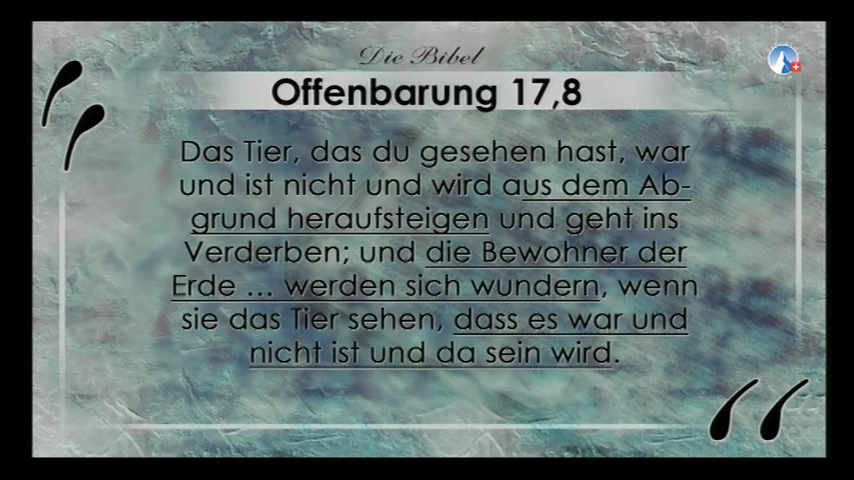 Die Bibel
Offenbarung 17,8
Das Tier, das du gesehen hast, war
und ist nicht und wird aus dem Ab-
grund heraufsteigen und geht ins
Verderben; und die Bewohner der
Erde ... werden sich wundern, wenn
sie das Tier sehen, dass es war und
nicht ist und da sein wird.